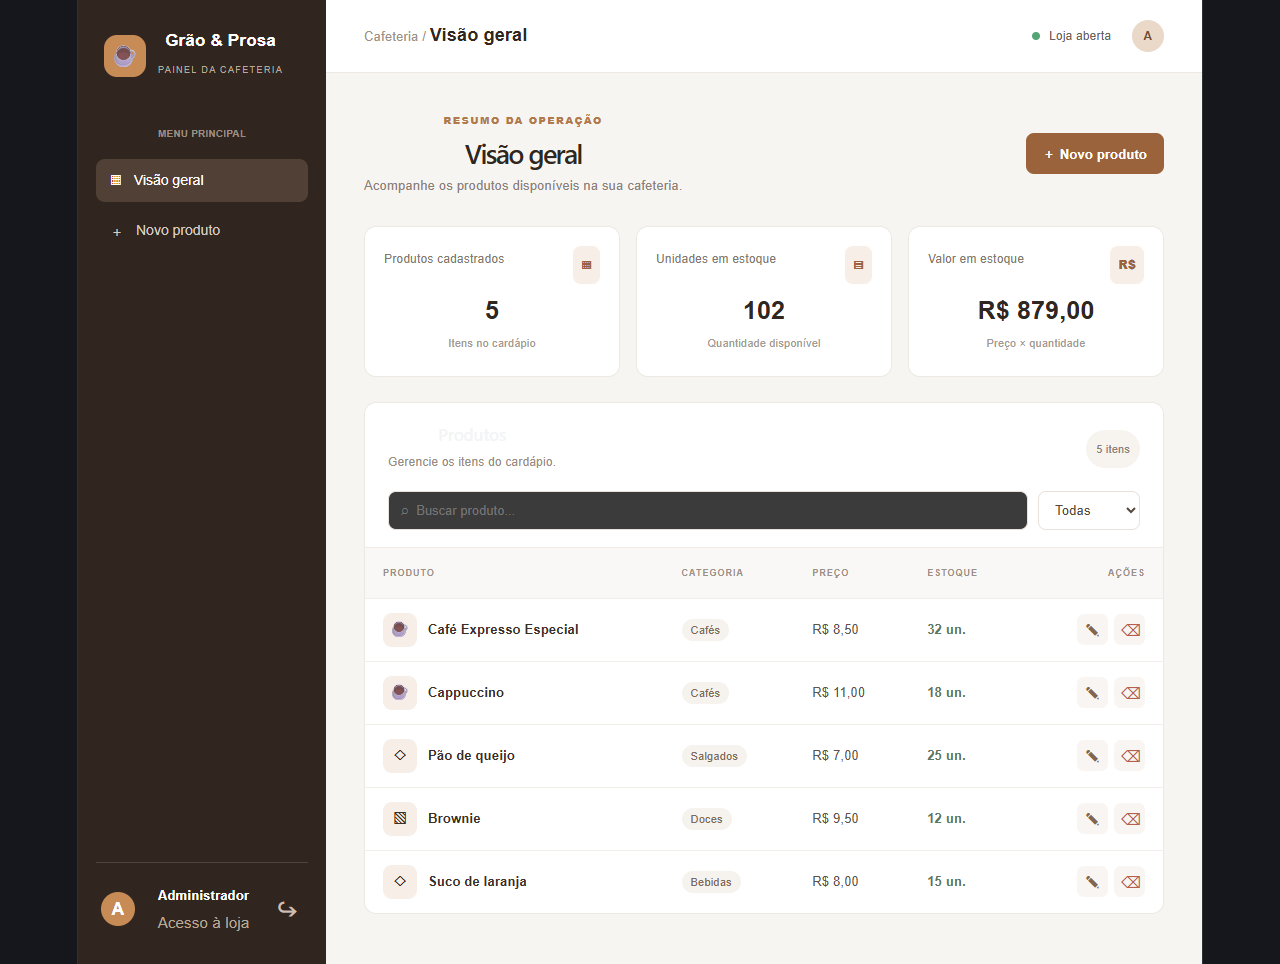 Grão & Prosa
PAINEL DA CAFETERIA
MENU PRINCIPAL
Visão geral
+ Novo produto
A
Administrador
Acesso à loja
Cafeteria / Visão geral
Loja aberta
A
RESUMO DA OPERAÇÃO
Visão geral
Acompanhe os produtos disponíveis na sua cafeteria.
+ Novo produto
Produtos cadastrados
5
Itens no cardápio
Unidades em estoque
102
Quantidade disponível
Valor em estoque
R$
R$ 879,00
Preço × quantidade
Produtos
Gerencie os itens do cardápio.
5 itens
Buscar produto...
Todas
PRODUTO CATEGORIA PREÇO ESTOQUE AÇÕES
Café Expresso Especial Cafés R$ 8,50 32 un.
Cappuccino Cafés R$ 11,00 18 un.
Pão de queijo Salgados R$ 7,00 25 un.
Brownie Doces R$ 9,50 12 un.
Suco de laranja Bebidas R$ 8,00 15 un.